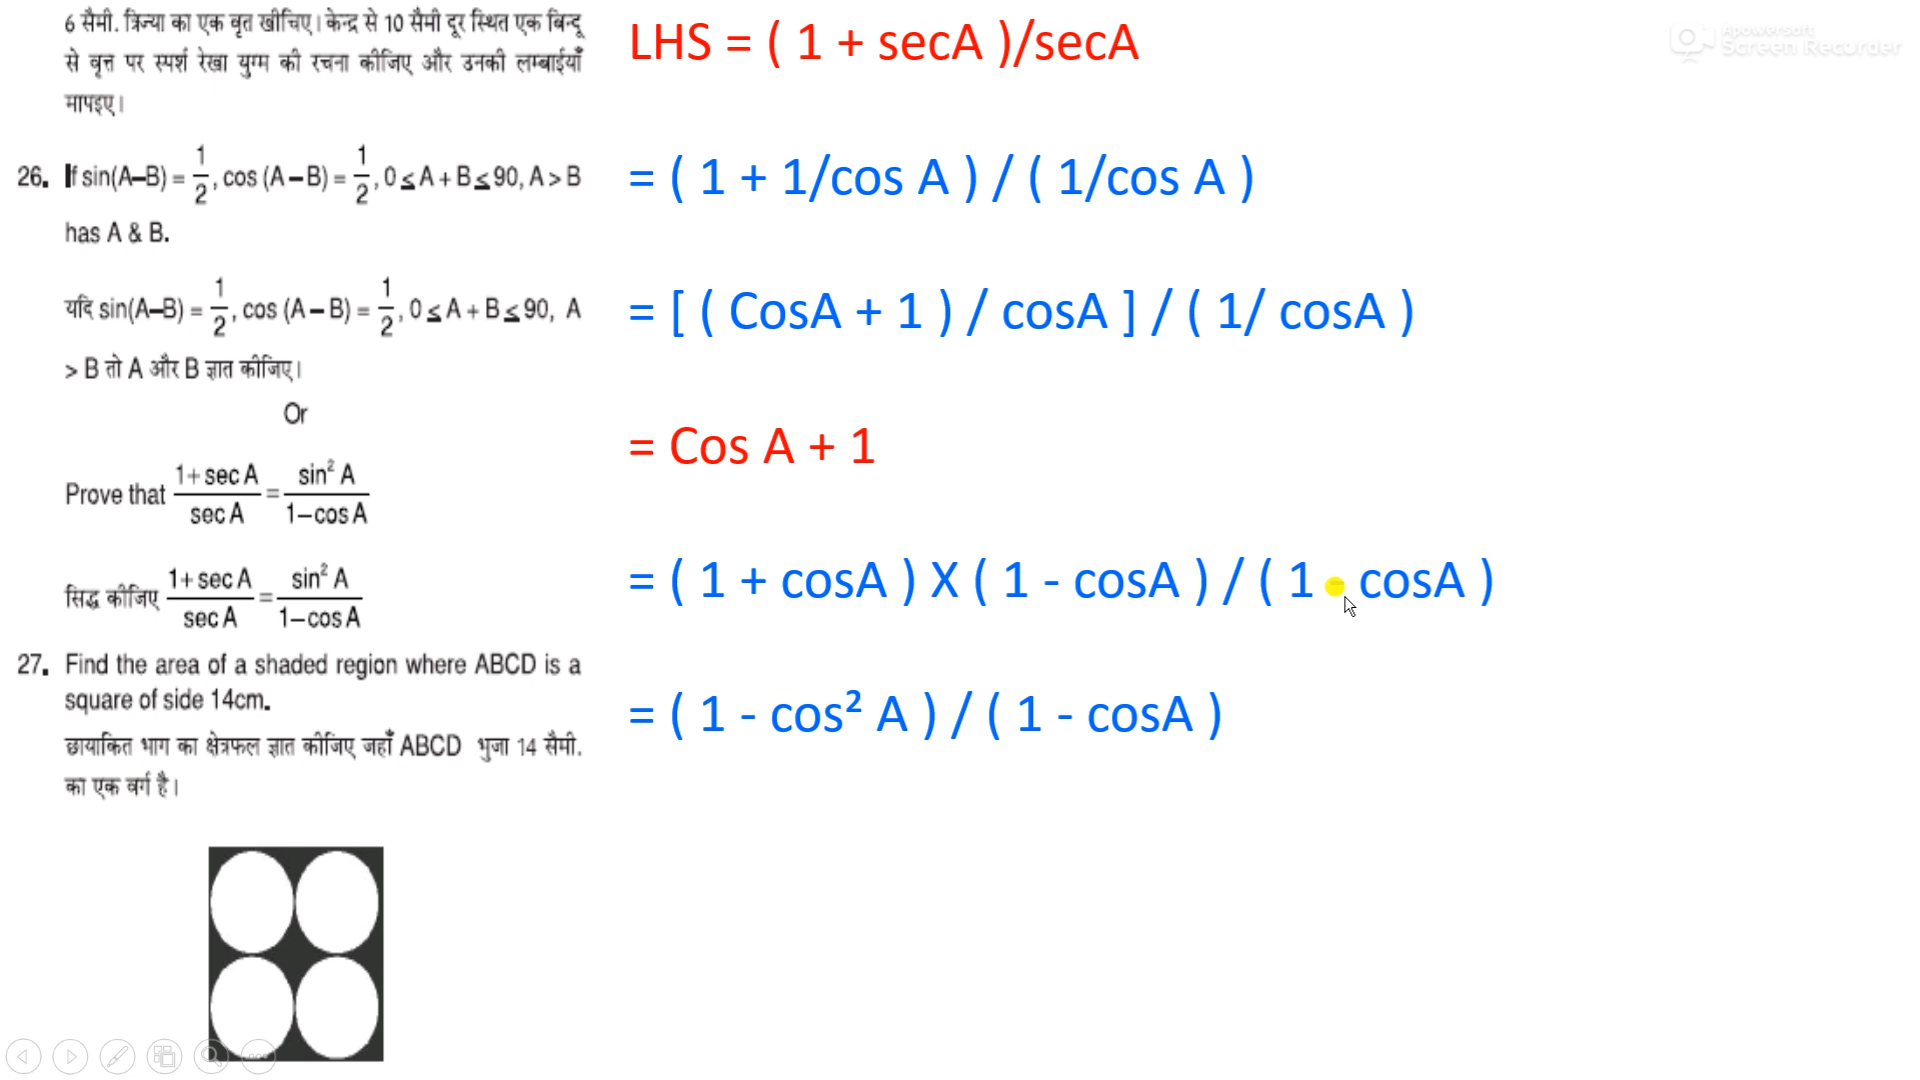 6 सैमी. त्रिज्या का एक वृत खीचिए। केन्द्र से 10 सैमी दूर स्थित एक बिन्दू
से वृत्त पर स्पर्श रेखा युग्म की रचना कीजिए और उनकी लम्बाईयाँ
मापइए।
26. If sin(A–B) = 1/2, cos (A – B) = 1/2, 0 ≤ A + B ≤ 90, A > B
has A & B.
यदि sin(A–B) = 1/2, cos (A – B) = 1/2, 0 ≤ A + B ≤ 90, A
> B तो A और B ज्ञात कीजिए।
Or
Prove that (1+sec A)/(sec A) = (sin² A)/(1–cos A)
सिद्ध कीजिए (1+sec A)/(sec A) = (sin² A)/(1–cos A)
27. Find the area of a shaded region where ABCD is a
square of side 14cm.
छायाकित भाग का क्षेत्रफल ज्ञात कीजिए जहाँ ABCD भुजा 14 सैमी.
का एक वर्ग है।
LHS = ( 1 + secA )/secA
= ( 1 + 1/cos A ) / ( 1/cos A )
= [ ( CosA + 1 ) / cosA ] / ( 1/ cosA )
= Cos A + 1
= ( 1 + cosA ) X ( 1 - cosA ) / ( 1 - cosA )
= ( 1 - cos² A ) / ( 1 - cosA )
Apowersoft
Screen Recorder